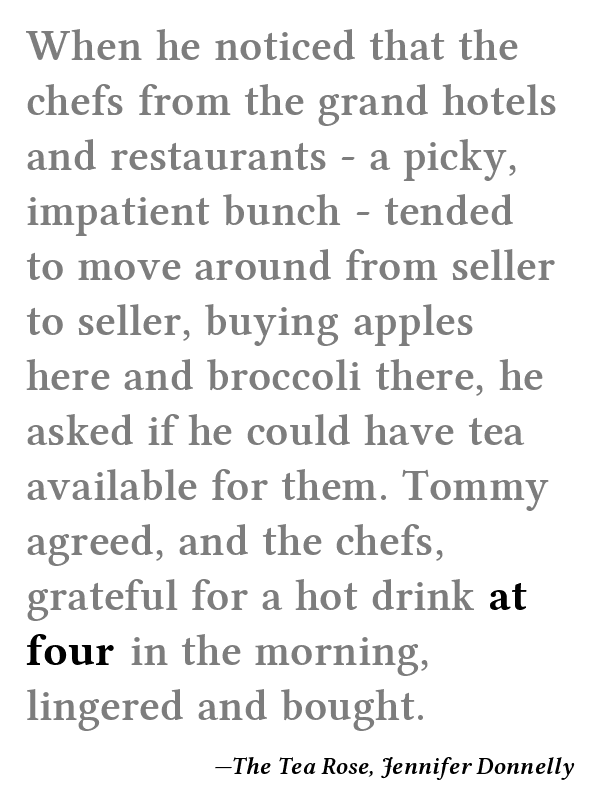 When he noticed that the
chefs from the grand hotels
and restaurants - a picky,
impatient bunch - tended
to move around from seller
to seller, buying apples
here and broccoli there, he
asked if he could have tea
available for them. Tommy
agreed, and the chefs,
grateful for a hot drink at
four in the morning,
lingered and bought.
—The Tea Rose, Jennifer Donnelly